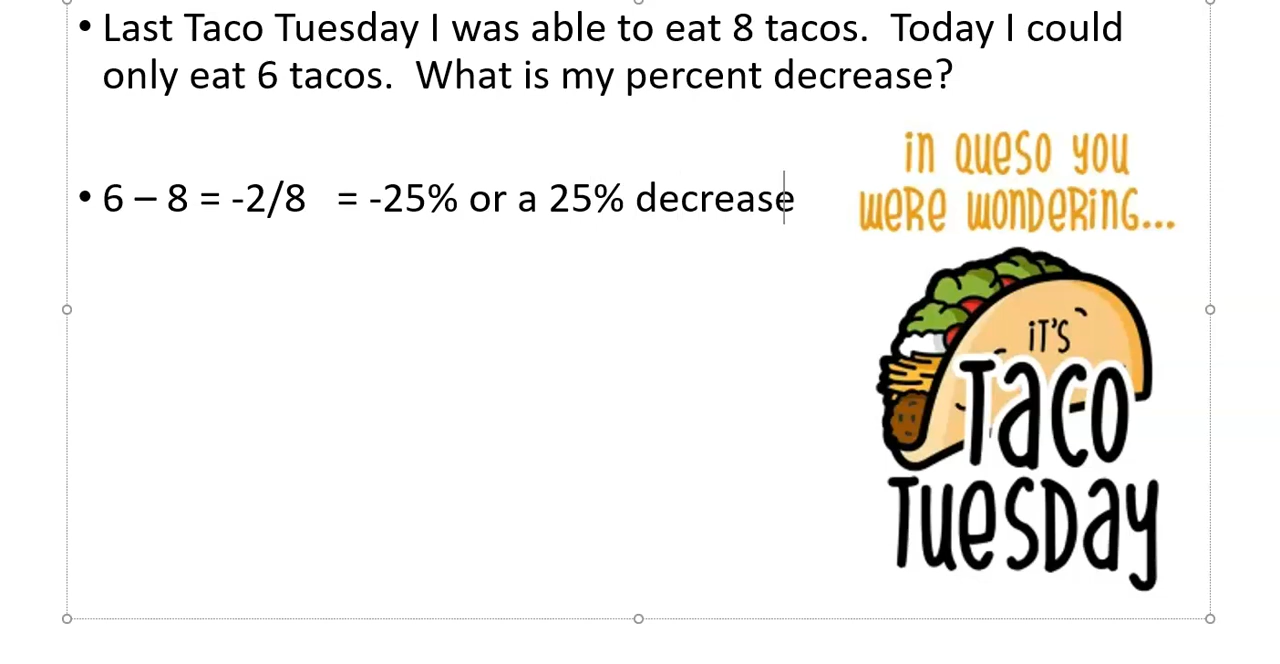 • Last Taco Tuesday I was able to eat 8 tacos.  Today I could
only eat 6 tacos.  What is my percent decrease?
• 6 – 8 = -2/8   = -25% or a 25% decrease
in queso you
were wondering...
it's
Taco
Tuesday